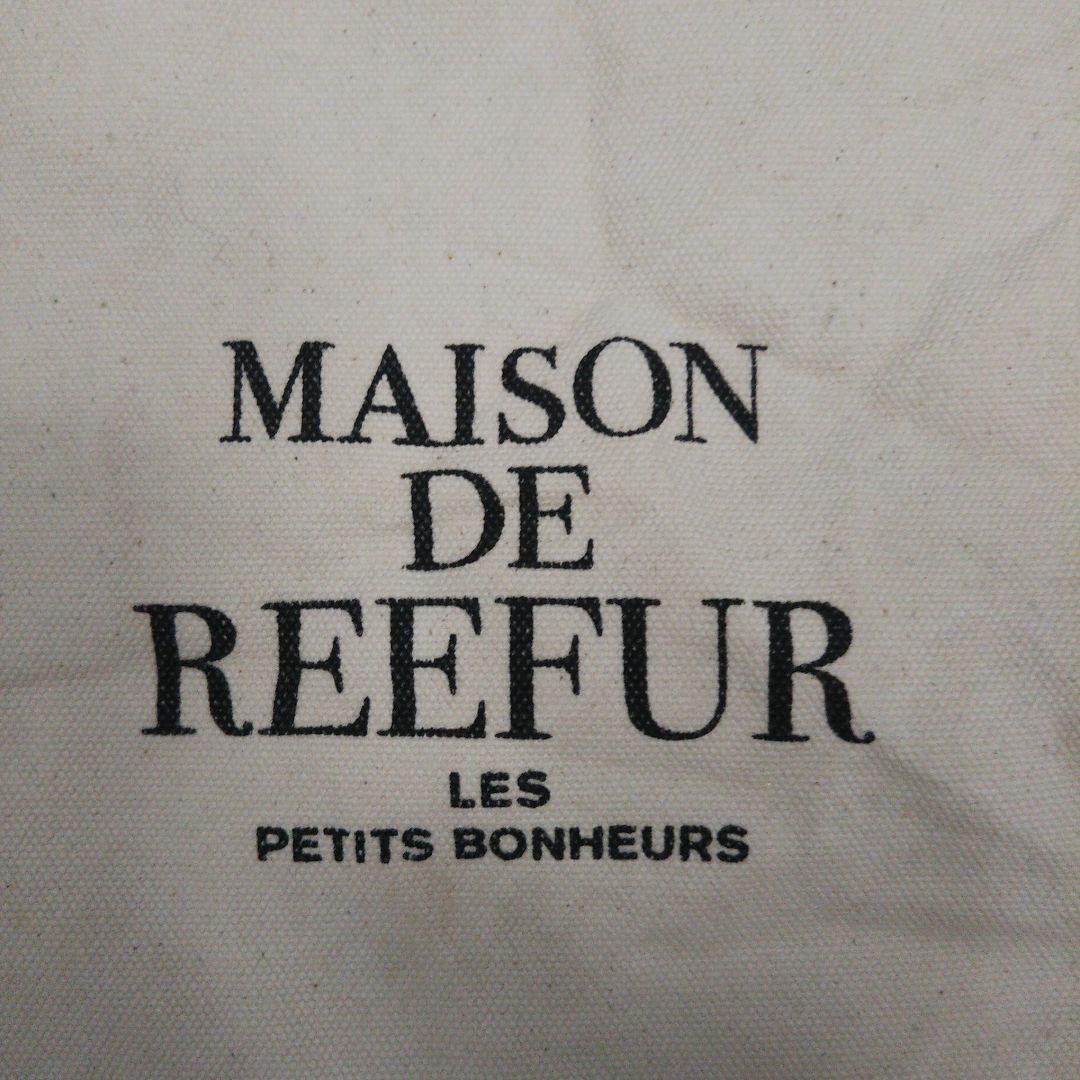 MAISON
DE
REEFUR
LES
PETITS BONHEURS